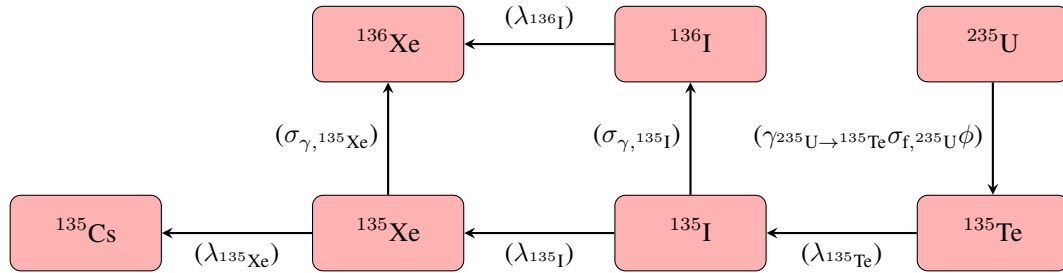 (λ¹³⁶I)
¹³⁶Xe ¹³⁶I ²³⁵U
(σγ,¹³⁵Xe) (σγ,¹³⁵I) (γ²³⁵U→¹³⁵Te σf,²³⁵U ϕ)
¹³⁵Cs ¹³⁵Xe ¹³⁵I ¹³⁵Te
(λ¹³⁵Xe) (λ¹³⁵I) (λ¹³⁵Te)